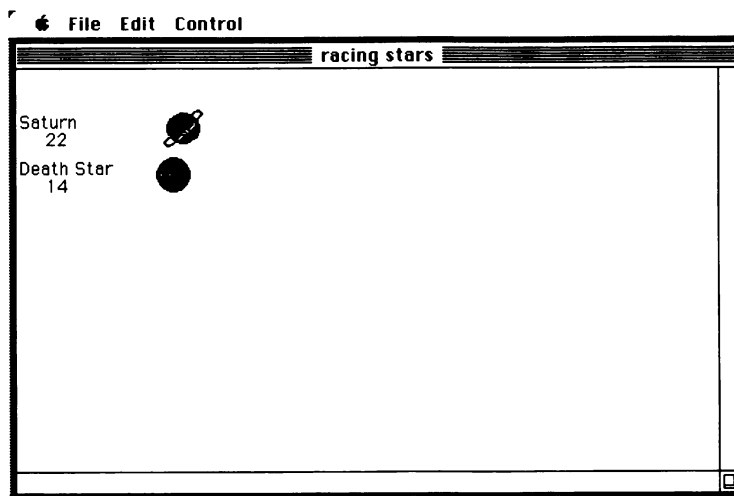 File Edit Control
racing stars
Saturn
22
Death Star
14